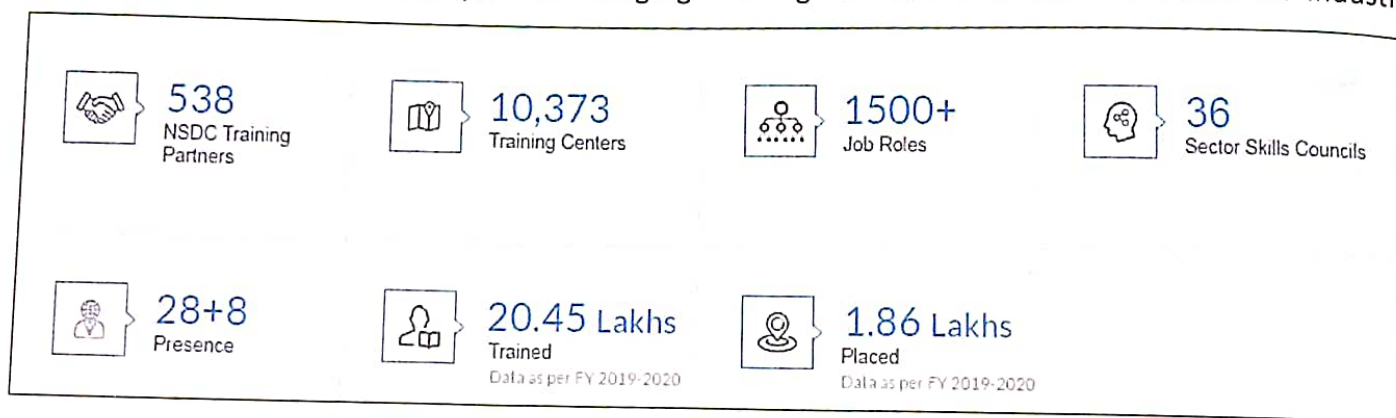 538
NSDC Training
Partners
10,373
Training Centers
1500+
Job Roles
36
Sector Skills Councils
28+8
Presence
20.45 Lakhs
Trained
Data as per FY 2019-2020
1.86 Lakhs
Placed
Data as per FY 2019-2020